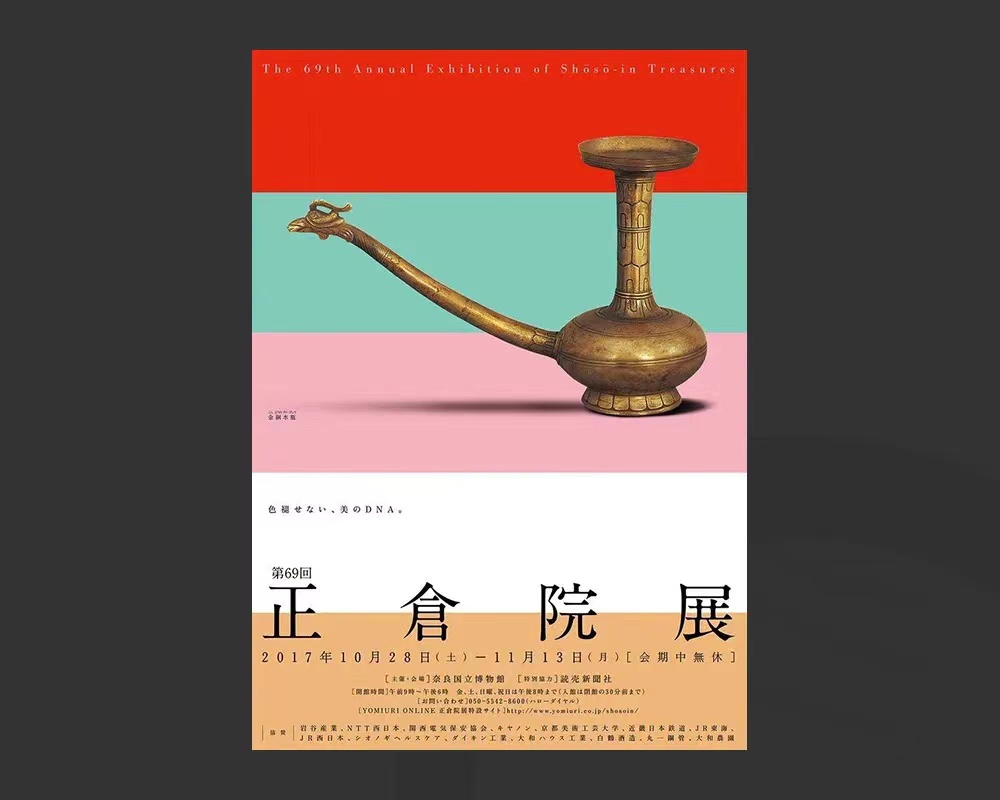 The 69th Annual Exhibition of Shōsō-in Treasures
金銅水瓶
色褪せない、美のDNA。
第69回
正倉院展
2017年10月28日(土)－11月13日(月)[会期中無休]
[主催・会場]奈良国立博物館 [特別協力]読売新聞社
[開館時間]午前9時〜午後6時 金、土、日曜、祝日は午後8時まで(入館は閉館の30分前まで)
[お問い合わせ]050-5542-8600(ハローダイヤル)
[YOMIURI ONLINE 正倉院展特設サイト]http://www.yomiuri.co.jp/shosoin/
協賛
岩谷産業、NTT西日本、関西電気保安協会、キヤノン、京都美術工芸大学、近畿日本鉄道、JR東海、
JR西日本、シオノギヘルスケア、ダイキン工業、大和ハウス工業、白鶴酒造、丸一鋼管、大和農園